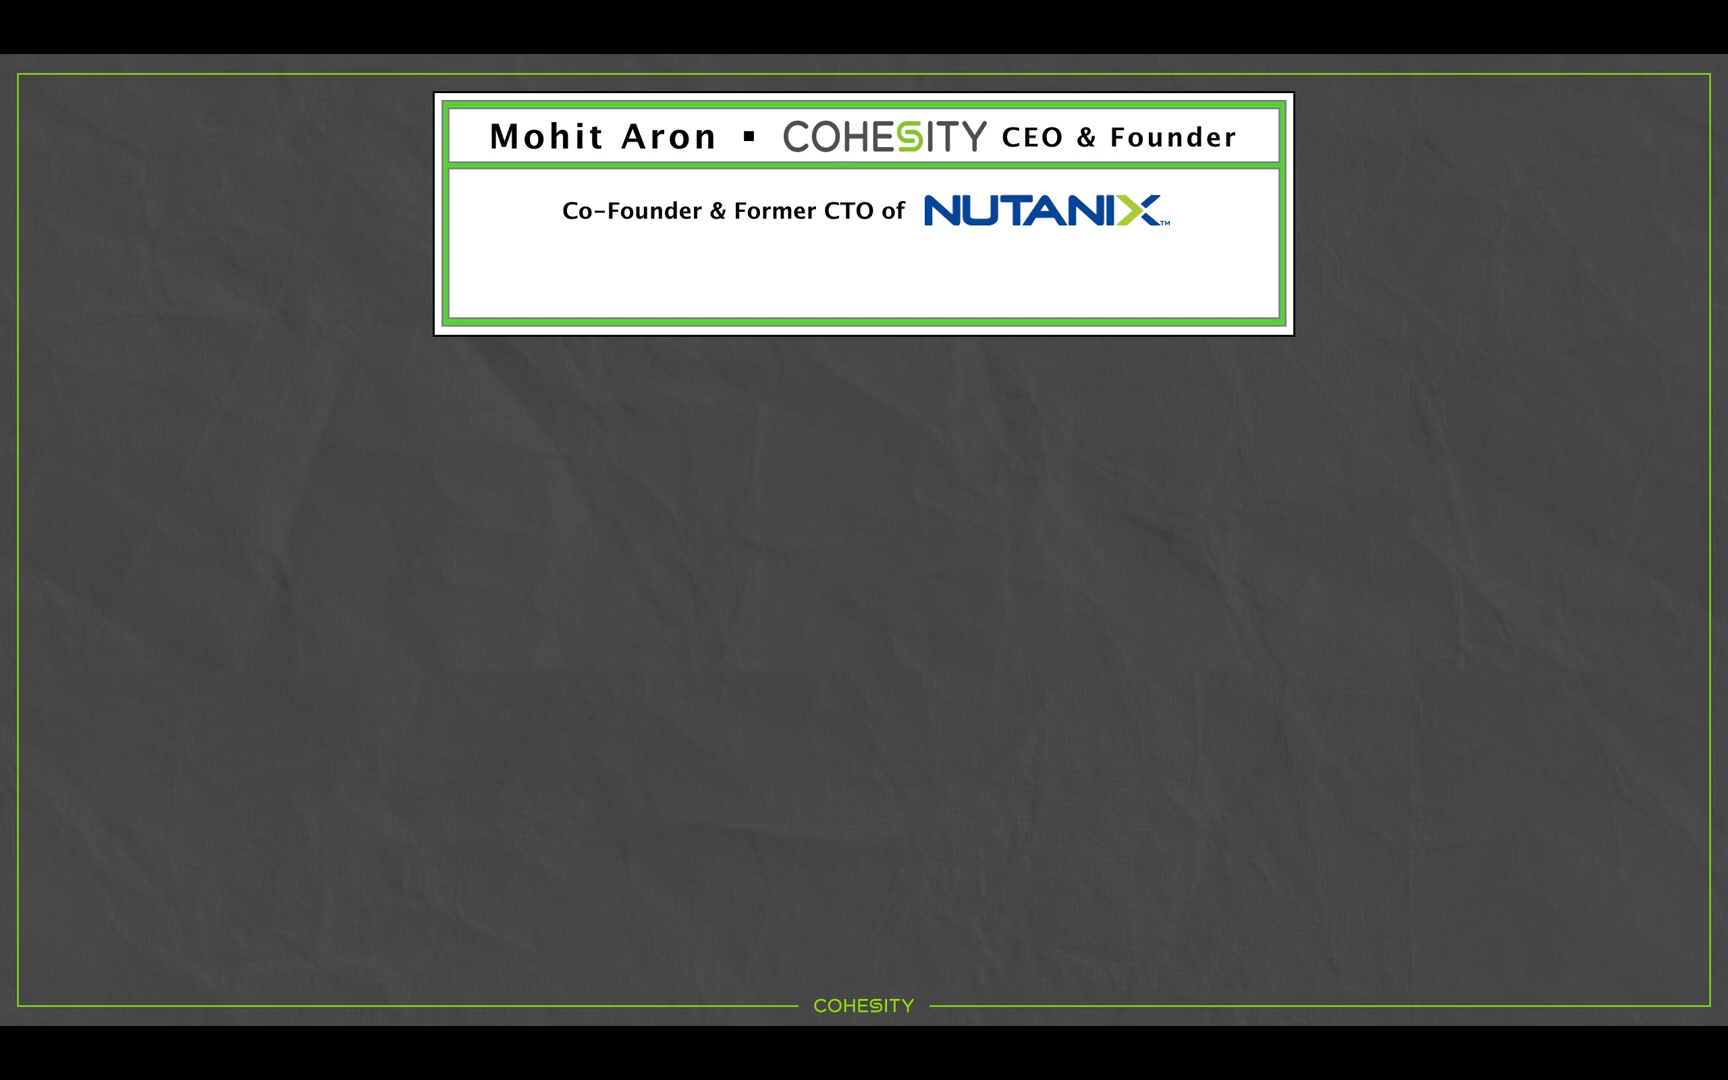 Mohit Aron ▪ COHESITY CEO & Founder
Co-Founder & Former CTO of NUTANIX™
COHESITY